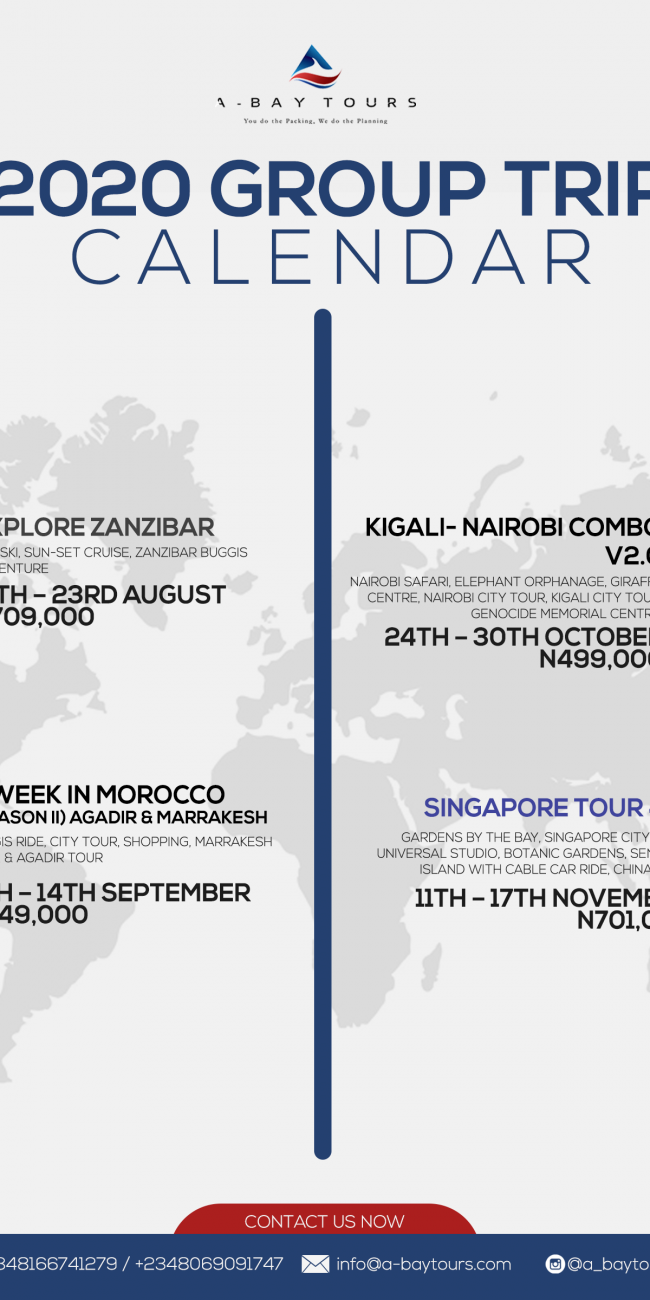 A-BAY TOURS
You do the Packing, We do the Planning
2020 GROUP TRIP
CALENDAR
XPLORE ZANZIBAR
SKI, SUN-SET CRUISE, ZANZIBAR BUGGIS
ENTURE
TH – 23RD AUGUST
709,000
WEEK IN MOROCCO
ASON II) AGADIR & MARRAKESH
GIS RIDE, CITY TOUR, SHOPPING, MARRAKESH
& AGADIR TOUR
H – 14TH SEPTEMBER
49,000
KIGALI- NAIROBI COMBO
V2.0
NAIROBI SAFARI, ELEPHANT ORPHANAGE, GIRAFF
CENTRE, NAIROBI CITY TOUR, KIGALI CITY TOU
GENOCIDE MEMORIAL CENTR
24TH – 30TH OCTOBER
N499,000
SINGAPORE TOUR
GARDENS BY THE BAY, SINGAPORE CITY
UNIVERSAL STUDIO, BOTANIC GARDENS, SEN
ISLAND WITH CABLE CAR RIDE, CHINA
11TH – 17TH NOVEMBE
N701,0
CONTACT US NOW
348166741279 / +2348069091747 info@a-baytours.com @a_bayto